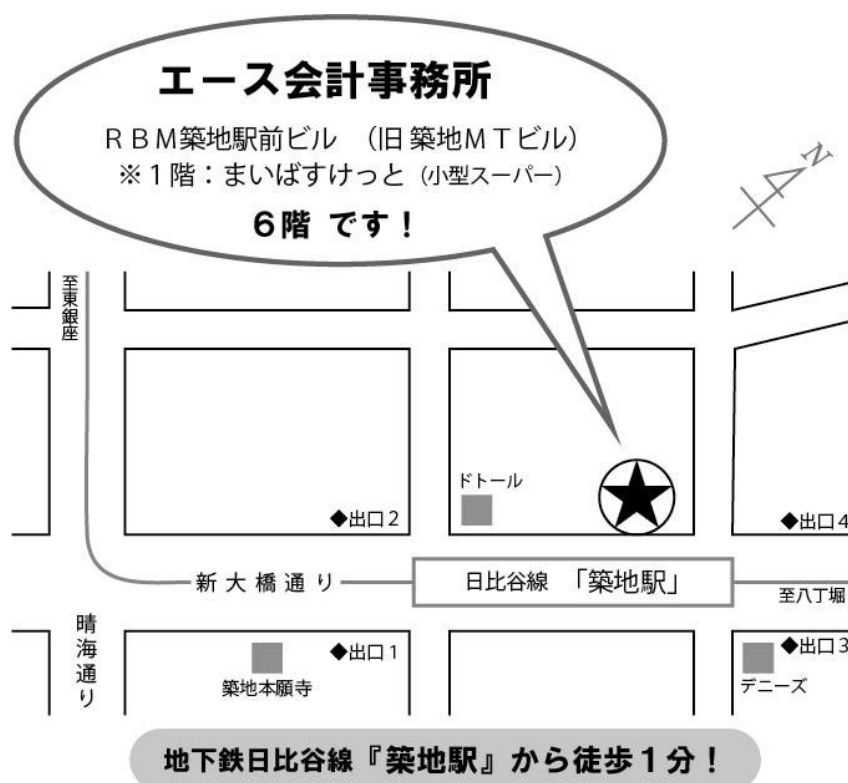 エース会計事務所
RBM築地駅前ビル (旧 築地MTビル)
※1階：まいばすけっと (小型スーパー)
6階 です！
N
至東銀座
ドトール
◆出口2
◆出口4
新大橋通り
日比谷線 「築地駅」
至八丁堀
晴海通り
◆出口1
◆出口3
築地本願寺
デニーズ
地下鉄日比谷線『築地駅』から徒歩1分！